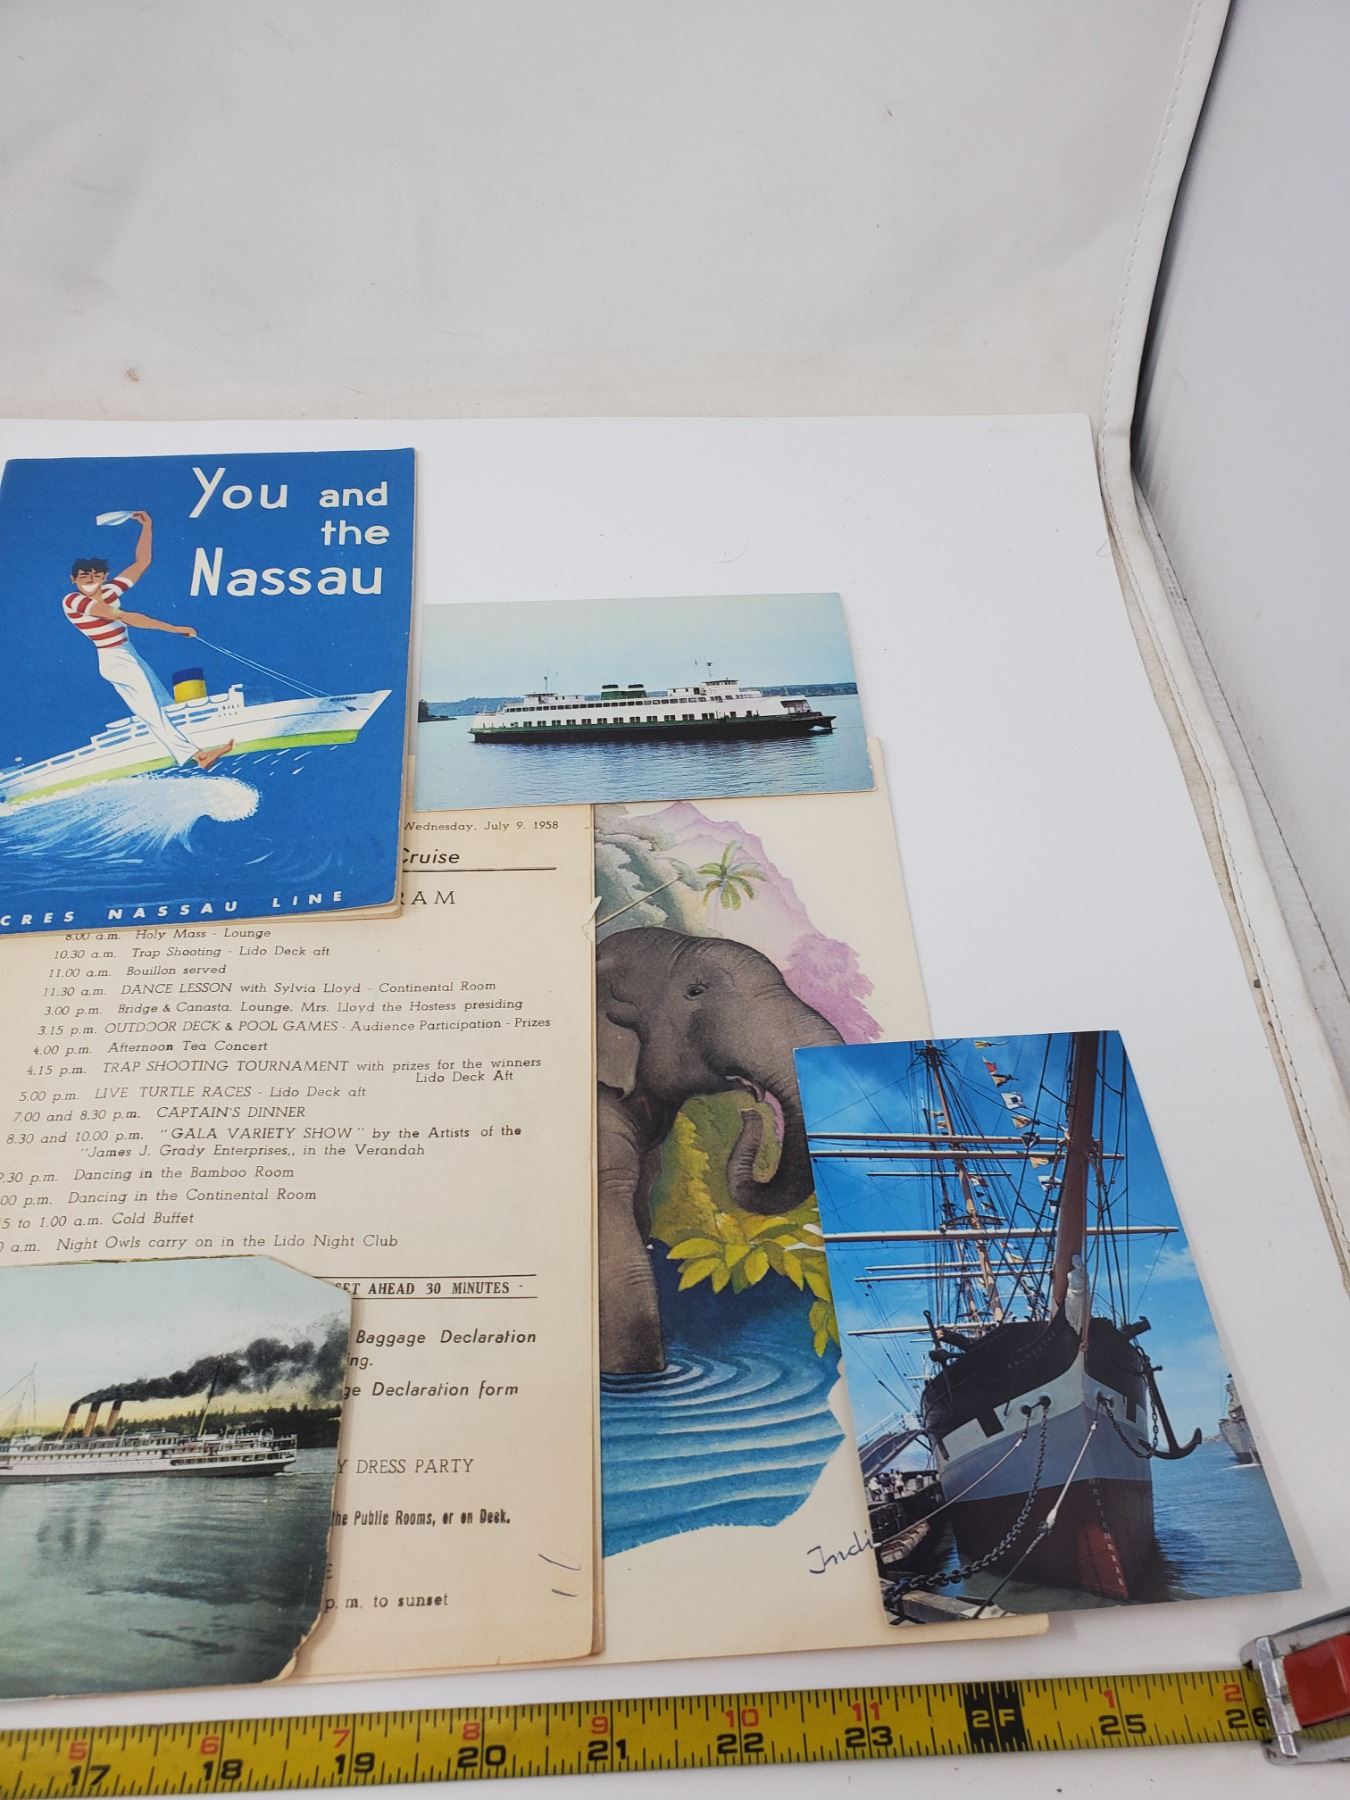 You and
the
Nassau
CRES NASSAU LINE
Wednesday, July 9, 1958
Cruise
RAM
8.00 a.m. Holy Mass - Lounge
10.30 a.m. Trap Shooting - Lido Deck aft
11.00 a.m. Bouillon served
11.30 a.m. DANCE LESSON with Sylvia Lloyd - Continental Room
3.00 p.m. Bridge & Canasta, Lounge. Mrs. Lloyd the Hostess presiding
3.15 p.m. OUTDOOR DECK & POOL GAMES - Audience Participation - Prizes
4.00 p.m. Afternoon Tea Concert
4.15 p.m. TRAP SHOOTING TOURNAMENT with prizes for the winners
Lido Deck Aft
5.00 p.m. LIVE TURTLE RACES - Lido Deck aft
7.00 and 8.30 p.m. CAPTAIN'S DINNER
8.30 and 10.00 p.m. "GALA VARIETY SHOW" by the Artists of the
"James J. Grady Enterprises,, in the Verandah
9.30 p.m. Dancing in the Bamboo Room
00 p.m. Dancing in the Continental Room
15 to 1.00 a.m. Cold Buffet
0 a.m. Night Owls carry on in the Lido Night Club
SET AHEAD 30 MINUTES -
Baggage Declaration
ing.
ge Declaration form
Y DRESS PARTY
the Public Rooms, or on Deck.
p. m. to sunset
Indi
5 6 7 8 9 10 11 2F 1 2
17 18 19 20 21 22 23 25 26